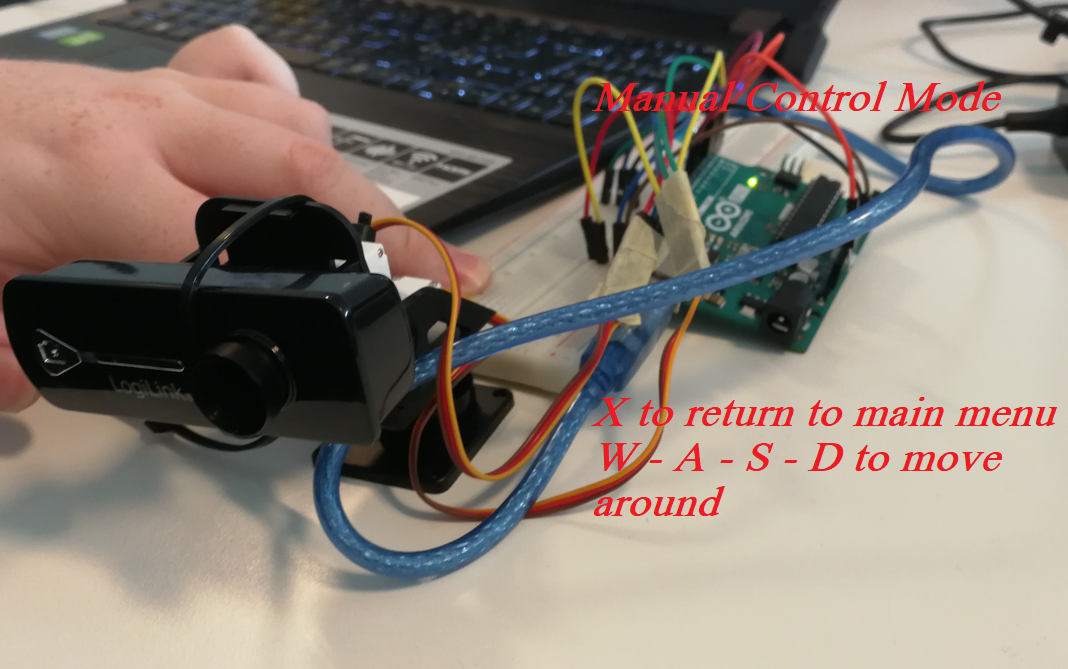 Manual Control Mode
LogiLink
X to return to main menu
W - A - S - D to move
around